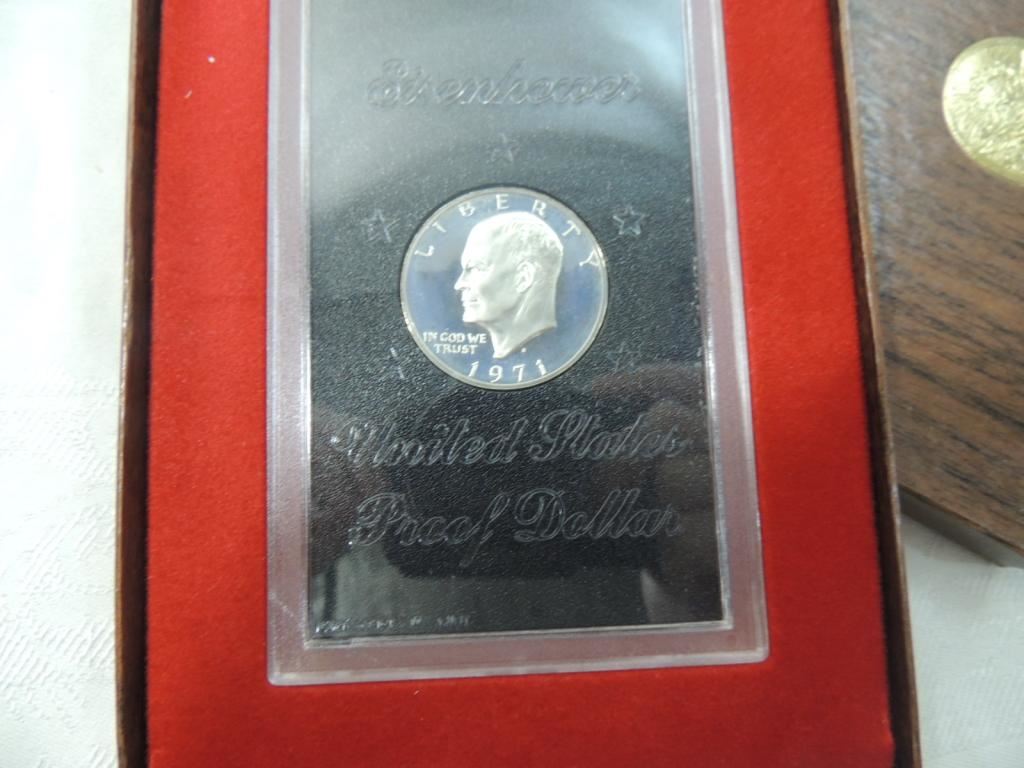 Eisenhower
LIBERTY
IN GOD WE
TRUST
1971
United States
Proof Dollar